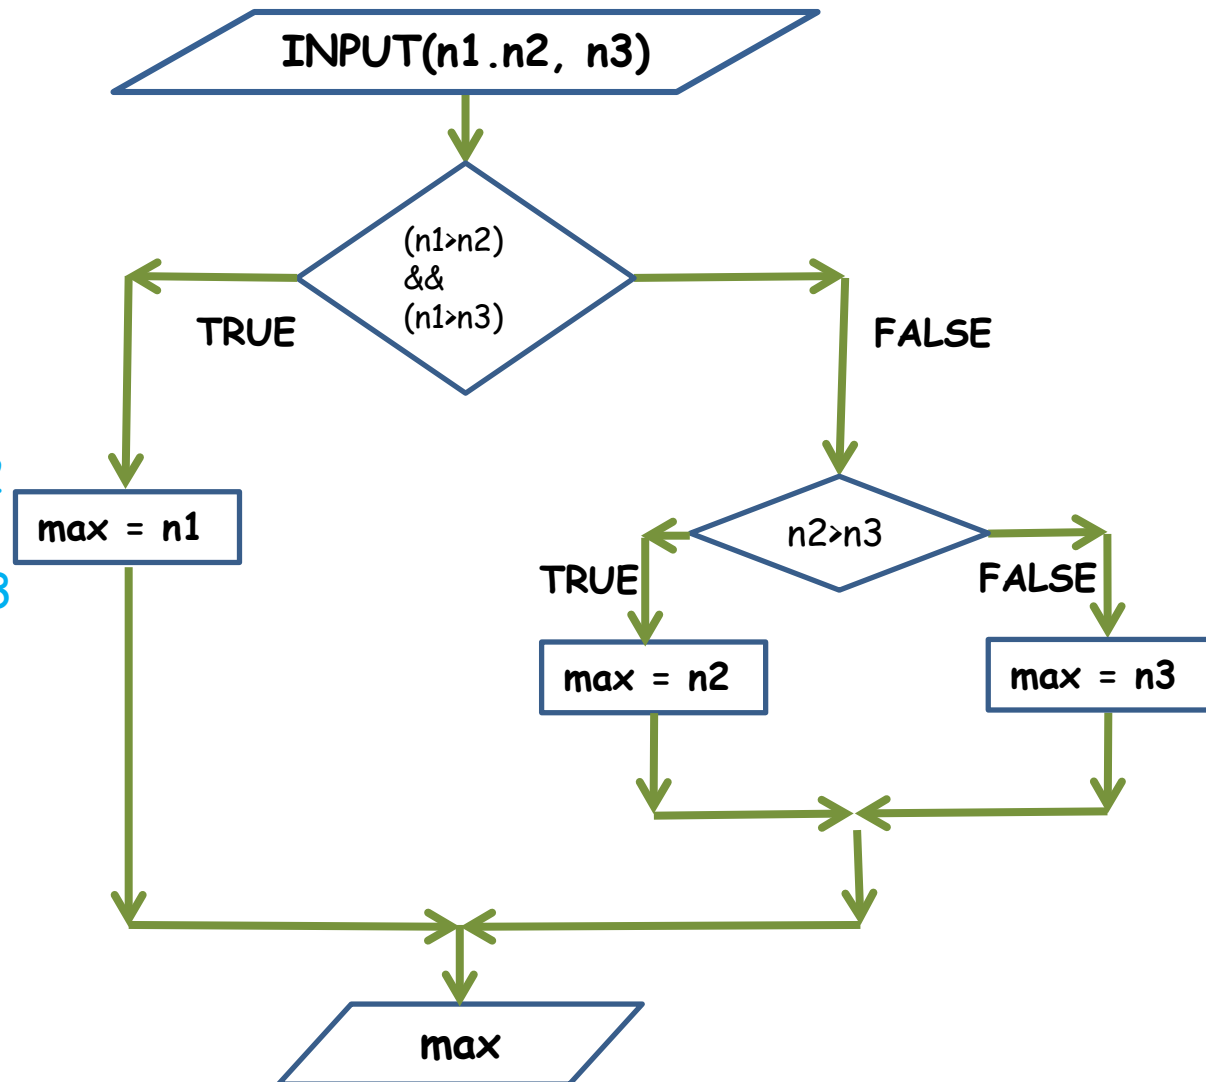 INPUT(n1.n2, n3)
(n1>n2)
&&
(n1>n3)
TRUE
FALSE
max = n1
n2>n3
TRUE
FALSE
max = n2
max = n3
max